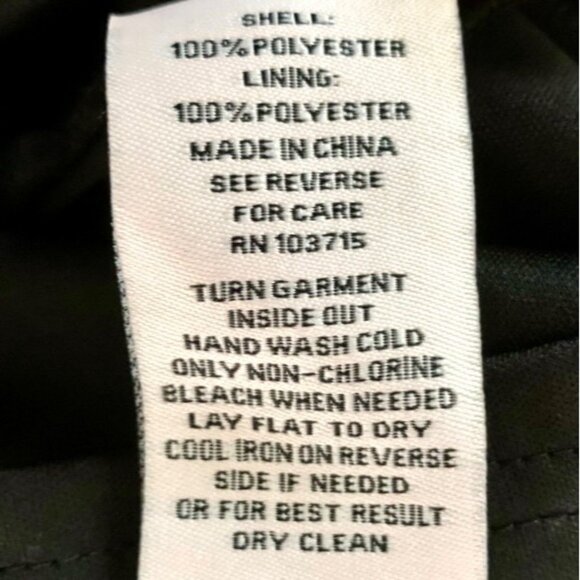 SHELL:
100% POLYESTER
LINING:
100% POLYESTER
MADE IN CHINA
SEE REVERSE
FOR CARE
RN 103715
TURN GARMENT
INSIDE OUT
HAND WASH COLD
ONLY NON-CHLORINE
BLEACH WHEN NEEDED
LAY FLAT TO DRY
COOL IRON ON REVERSE
SIDE IF NEEDED
OR FOR BEST RESULT
DRY CLEAN